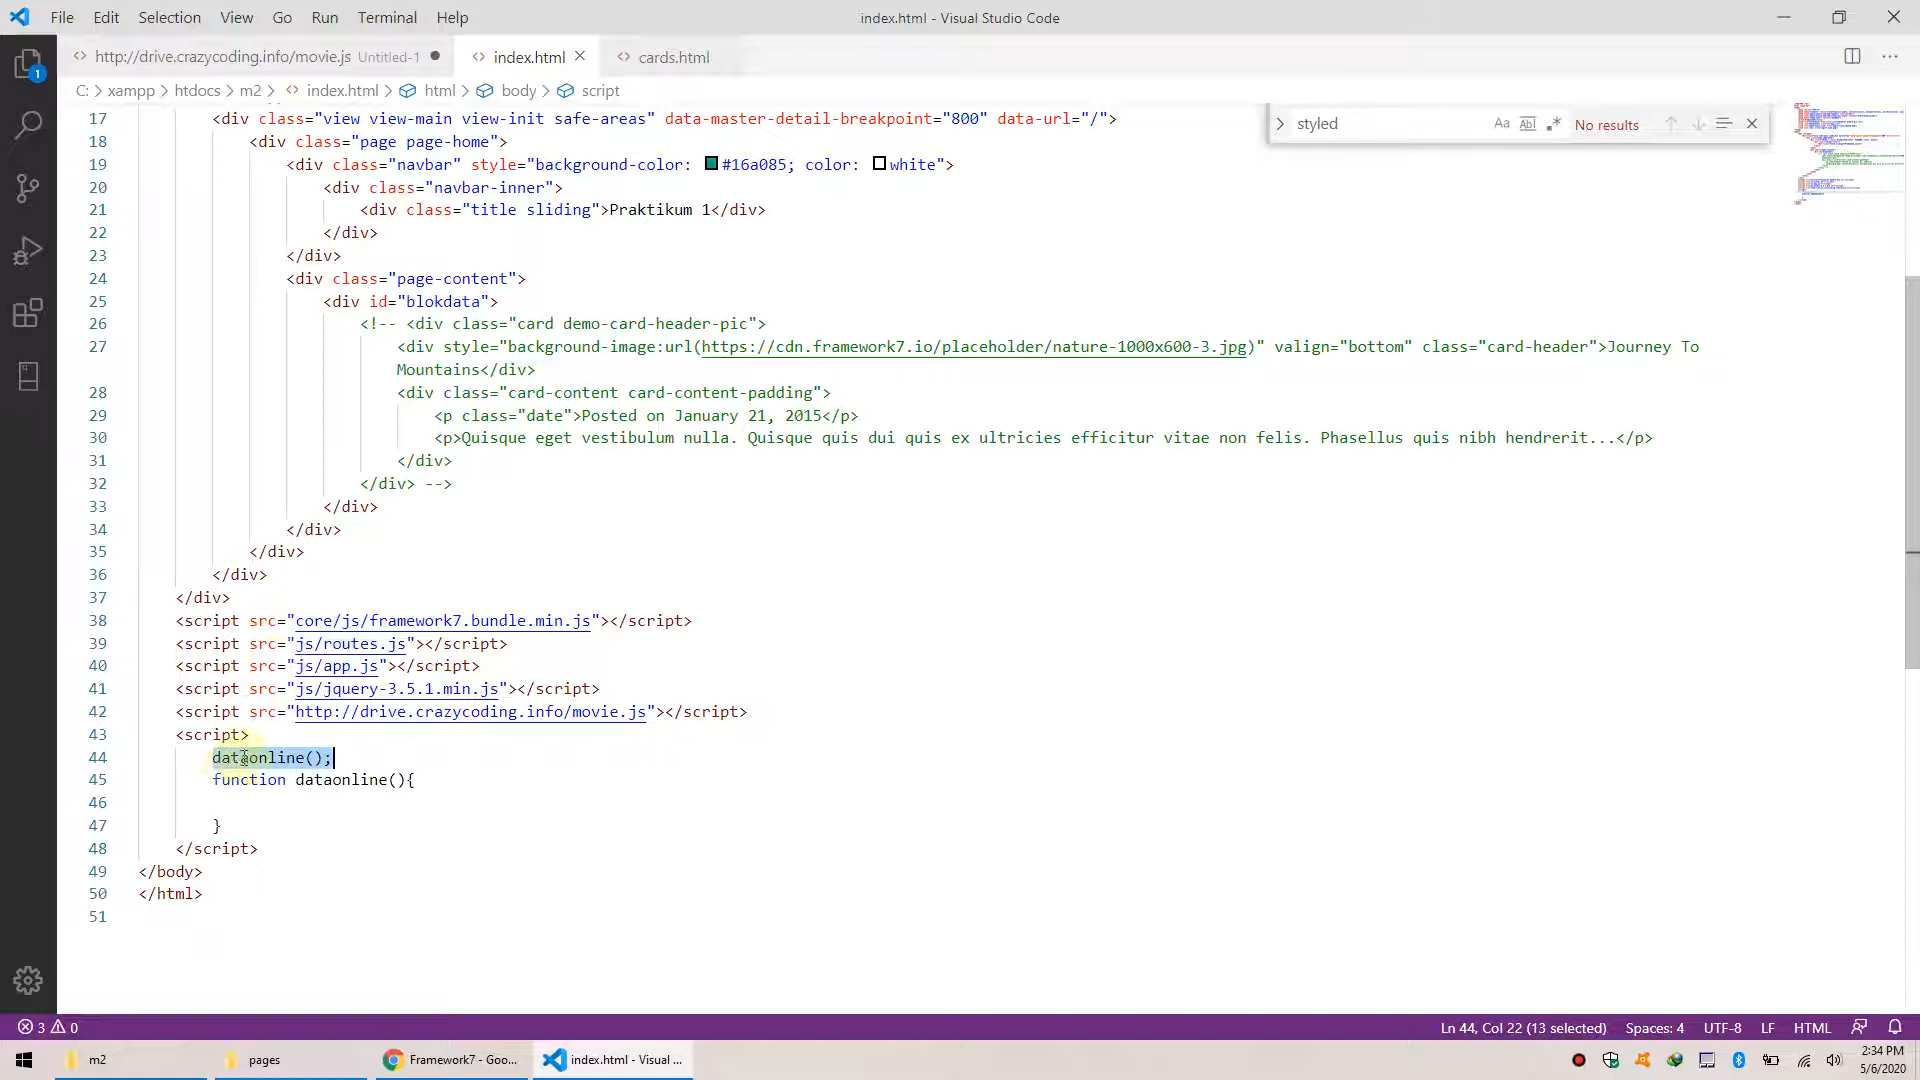 File Edit Selection View Go Run Terminal Help
index.html - Visual Studio Code
http://drive.crazycoding.info/movie.js Untitled-1
index.html
cards.html
1
C: > xampp > htdocs > m2 > index.html > html > body > script
styled
Aa Abl .*
No results
17 <div class="view view-main view-init safe-areas" data-master-detail-breakpoint="800" data-url="/">
18 <div class="page page-home">
19 <div class="navbar" style="background-color: #16a085; color: white">
20 <div class="navbar-inner">
21 <div class="title sliding">Praktikum 1</div>
22 </div>
23 </div>
24 <div class="page-content">
25 <div id="blokdata">
26 <!-- <div class="card demo-card-header-pic">
27 <div style="background-image:url(https://cdn.framework7.io/placeholder/nature-1000x600-3.jpg)" valign="bottom" class="card-header">Journey To
Mountains</div>
28 <div class="card-content card-content-padding">
29 <p class="date">Posted on January 21, 2015</p>
30 <p>Quisque eget vestibulum nulla. Quisque quis dui quis ex ultricies efficitur vitae non felis. Phasellus quis nibh hendrerit...</p>
31 </div>
32 </div> -->
33 </div>
34 </div>
35 </div>
36 </div>
37 </div>
38 <script src="core/js/framework7.bundle.min.js"></script>
39 <script src="js/routes.js"></script>
40 <script src="js/app.js"></script>
41 <script src="js/jquery-3.5.1.min.js"></script>
42 <script src="http://drive.crazycoding.info/movie.js"></script>
43 <script>
44 dataonline();
45 function dataonline(){
46
47 }
48 </script>
49 </body>
50 </html>
51
3 0
Ln 44, Col 22 (13 selected) Spaces: 4 UTF-8 LF HTML
m2
pages
Framework7 - Goo...
index.html - Visual ...
2:34 PM
5/6/2020